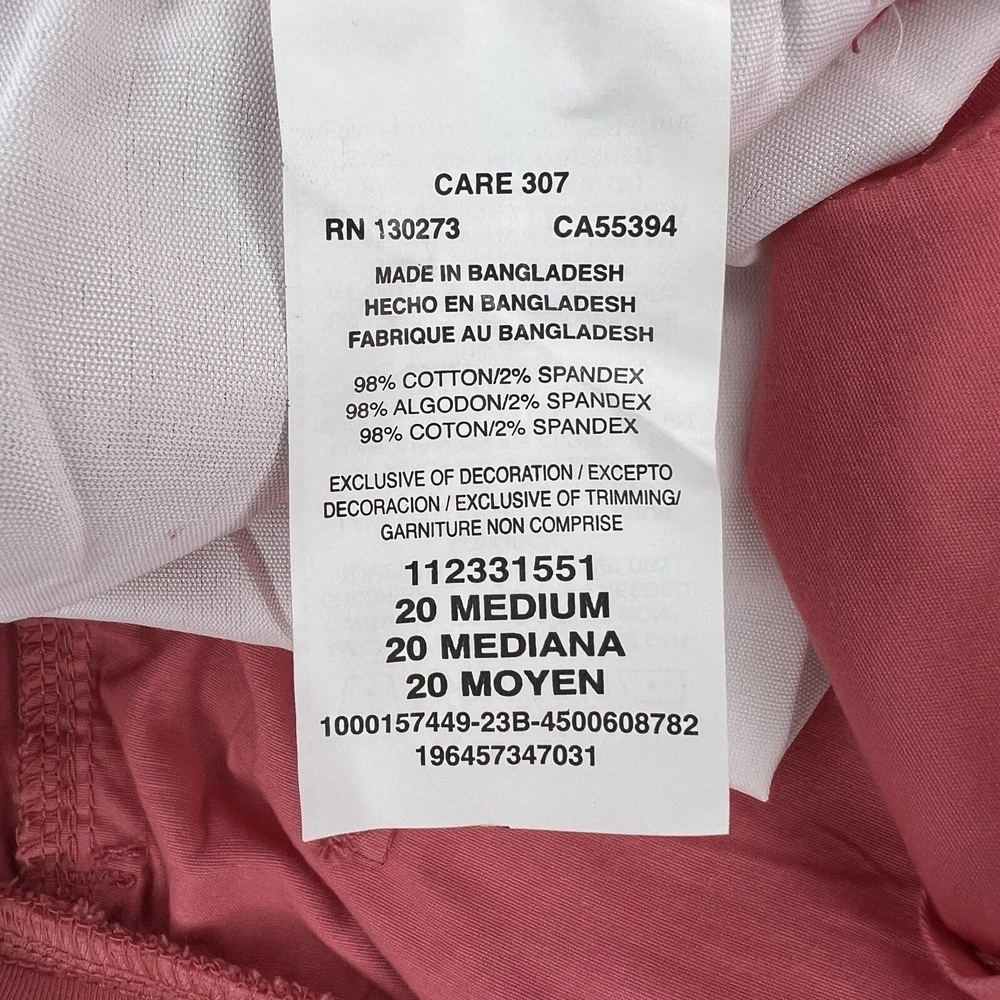 CARE 307
RN 130273 CA55394
MADE IN BANGLADESH
HECHO EN BANGLADESH
FABRIQUE AU BANGLADESH
98% COTTON/2% SPANDEX
98% ALGODON/2% SPANDEX
98% COTON/2% SPANDEX
EXCLUSIVE OF DECORATION / EXCEPTO
DECORACION / EXCLUSIVE OF TRIMMING/
GARNITURE NON COMPRISE
112331551
20 MEDIUM
20 MEDIANA
20 MOYEN
1000157449-23B-4500608782
196457347031